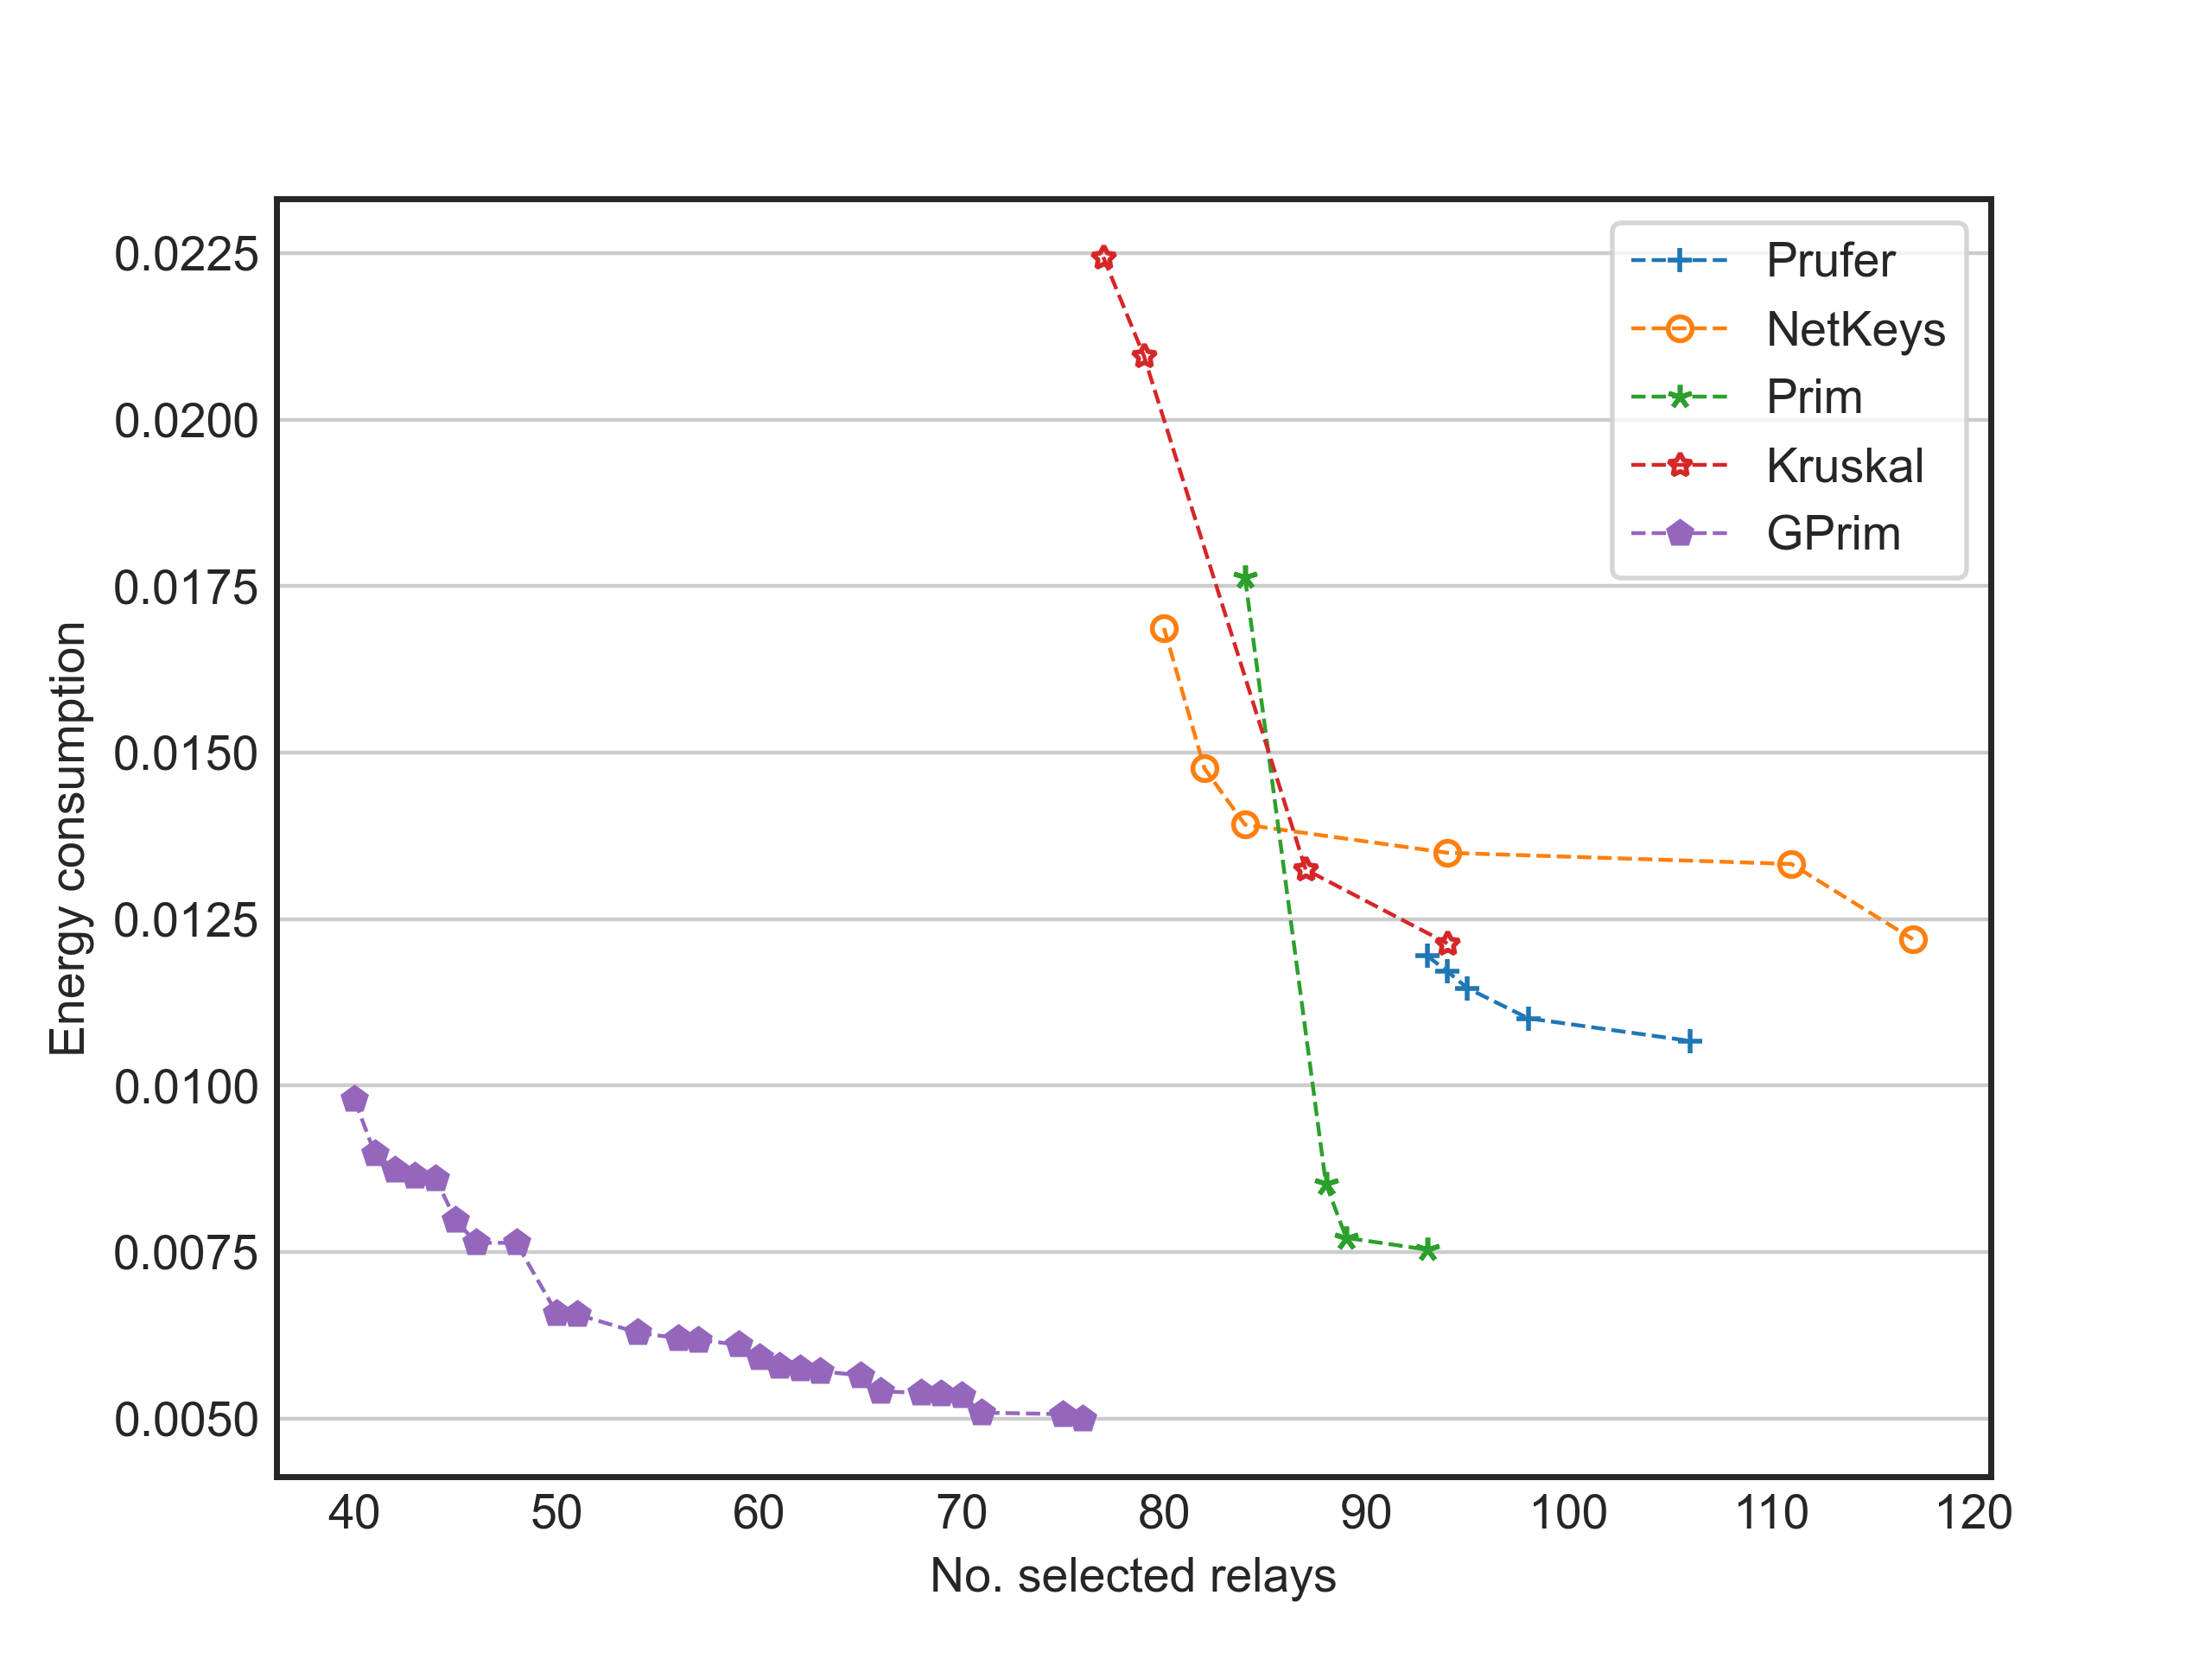 Energy consumption
0.0225
0.0200
0.0175
0.0150
0.0125
0.0100
0.0075
0.0050
40 50 60 70 80 90 100 110 120
No. selected relays
Prufer
NetKeys
Prim
Kruskal
GPrim